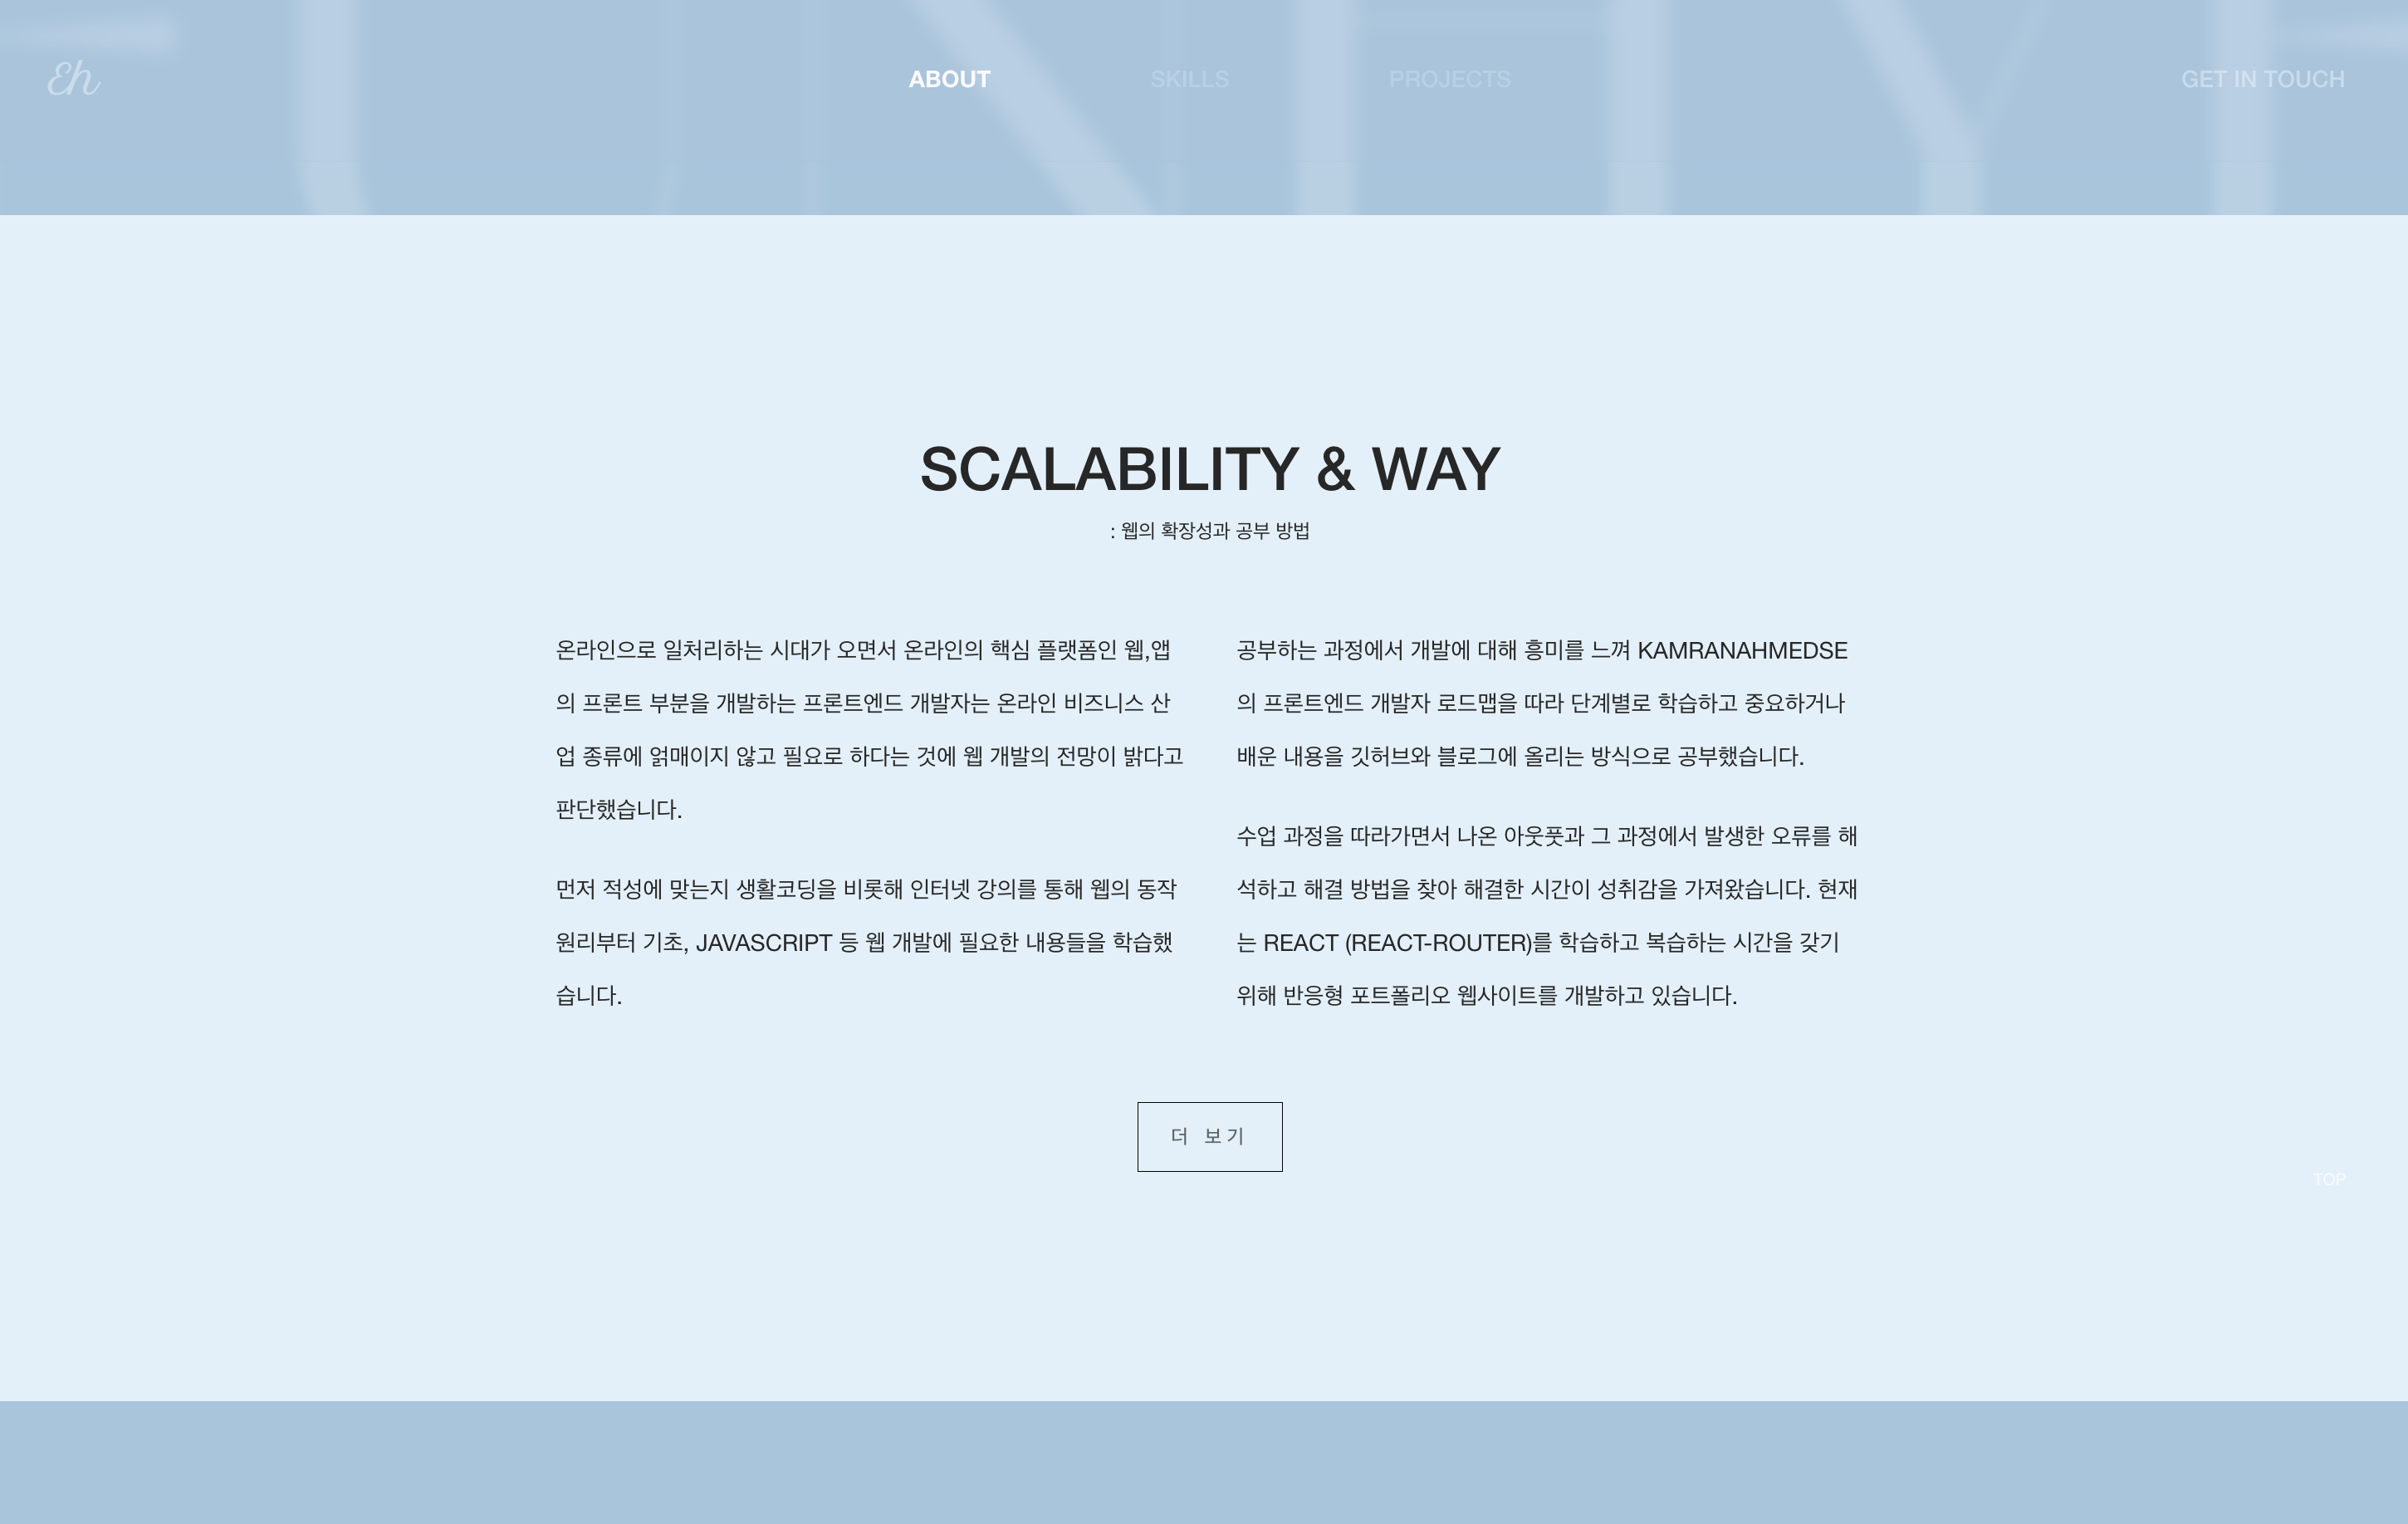 Eh
ABOUT
SKILLS
PROJECTS
GET IN TOUCH
SCALABILITY & WAY
: 웹의 확장성과 공부 방법
온라인으로 일처리하는 시대가 오면서 온라인의 핵심 플랫폼인 웹,앱
의 프론트 부분을 개발하는 프론트엔드 개발자는 온라인 비즈니스 산
업 종류에 얽매이지 않고 필요로 하다는 것에 웹 개발의 전망이 밝다고
판단했습니다.
먼저 적성에 맞는지 생활코딩을 비롯해 인터넷 강의를 통해 웹의 동작
원리부터 기초, JAVASCRIPT 등 웹 개발에 필요한 내용들을 학습했
습니다.
공부하는 과정에서 개발에 대해 흥미를 느껴 KAMRANAHMEDSE
의 프론트엔드 개발자 로드맵을 따라 단계별로 학습하고 중요하거나
배운 내용을 깃허브와 블로그에 올리는 방식으로 공부했습니다.
수업 과정을 따라가면서 나온 아웃풋과 그 과정에서 발생한 오류를 해
석하고 해결 방법을 찾아 해결한 시간이 성취감을 가져왔습니다. 현재
는 REACT (REACT-ROUTER)를 학습하고 복습하는 시간을 갖기
위해 반응형 포트폴리오 웹사이트를 개발하고 있습니다.
더 보기
TOP